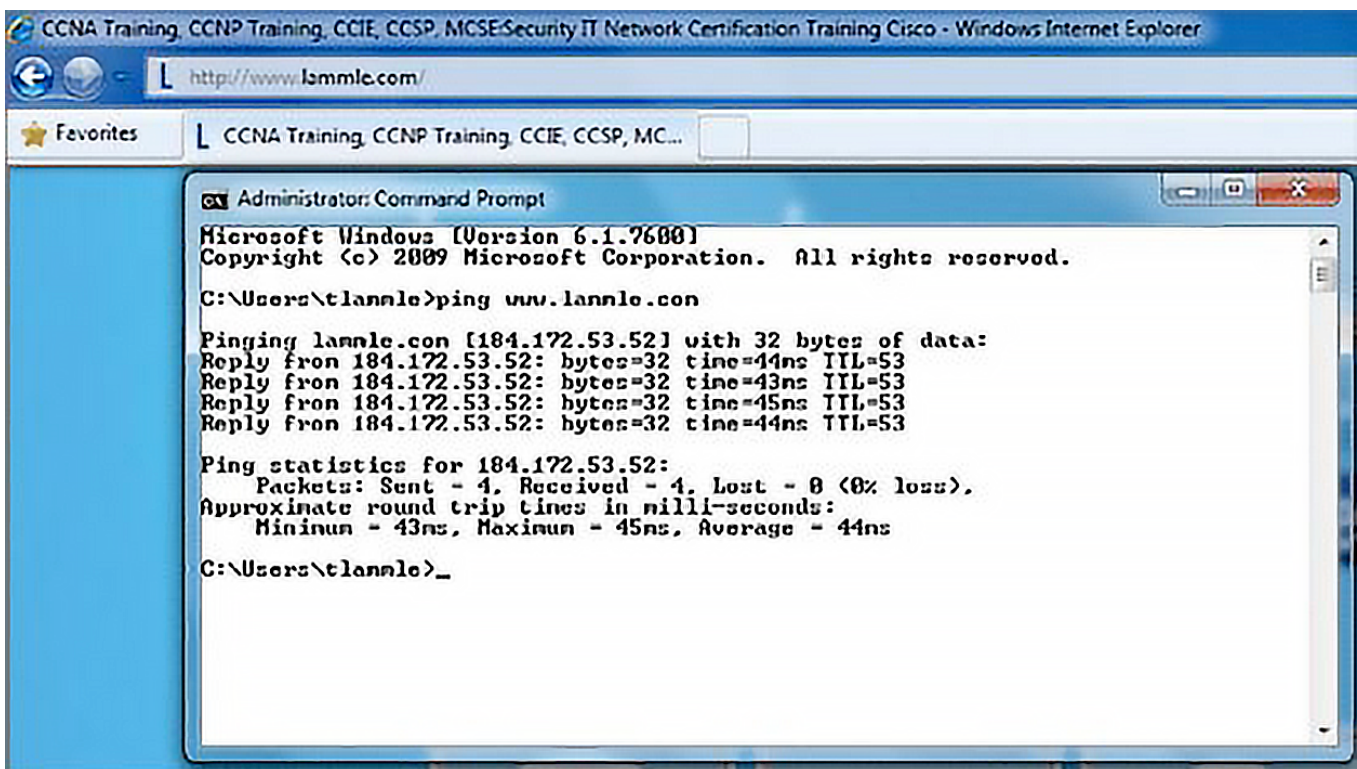 CCNA Training, CCNP Training, CCIE, CCSP, MCSE:Security IT Network Certification Training Cisco - Windows Internet Explorer
L http://www.lammle.com/
Favorites L CCNA Training, CCNP Training, CCIE, CCSP, MC...
Administrator: Command Prompt
Microsoft Windows [Version 6.1.7600]
Copyright (c) 2009 Microsoft Corporation. All rights reserved.
C:\Users\tlammle>ping www.lammle.com
Pinging lammle.com [184.172.53.52] with 32 bytes of data:
Reply from 184.172.53.52: bytes=32 time=44ms TTL=53
Reply from 184.172.53.52: bytes=32 time=43ms TTL=53
Reply from 184.172.53.52: bytes=32 time=45ms TTL=53
Reply from 184.172.53.52: bytes=32 time=44ms TTL=53
Ping statistics for 184.172.53.52:
Packets: Sent = 4, Received = 4, Lost = 0 (0% loss),
Approximate round trip times in milli-seconds:
Minimum = 43ms, Maximum = 45ms, Average = 44ms
C:\Users\tlammle>_